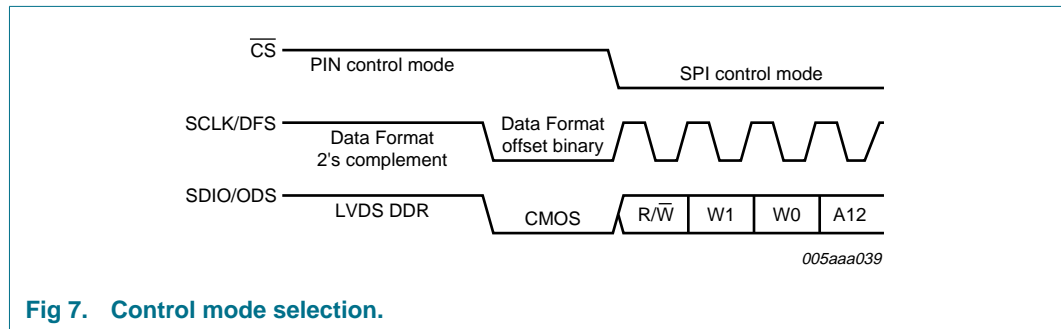 C̅S̅
PIN control mode
SPI control mode
SCLK/DFS
Data Format
2's complement
Data Format
offset binary
SDIO/ODS
LVDS DDR
CMOS
R/W̅
W1
W0
A12
005aaa039
Fig 7. Control mode selection.